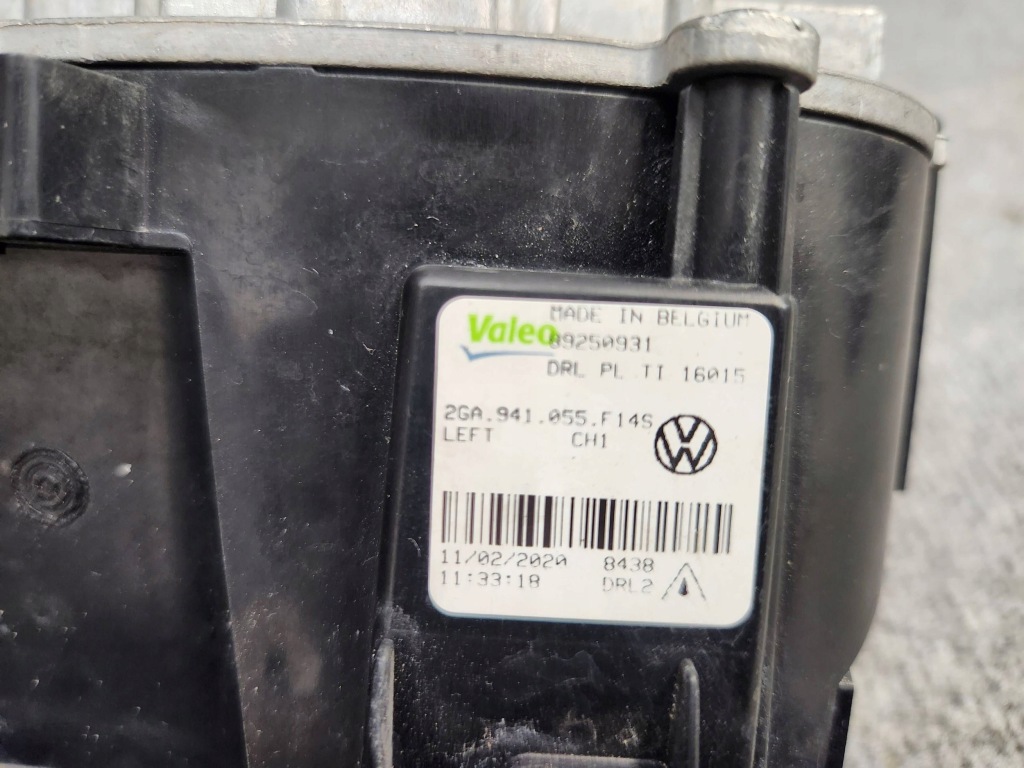 MADE IN BELGIUM
Valeo
89250931
DRL PL TI 16015
2GA.941.055.F14S
LEFT CH1
11/02/2020 8438
11:33:18 DRL2